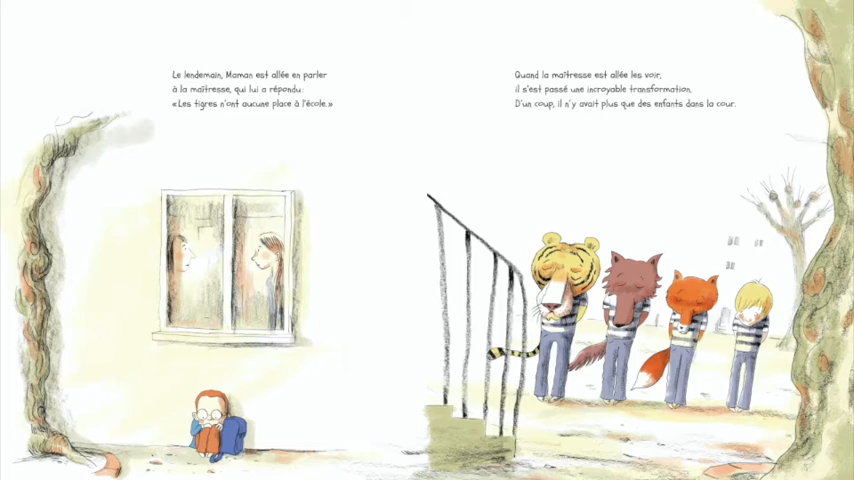 Le lendemain, Maman est allée en parler
à la maîtresse, qui lui a répondu :
« Les tigres n'ont aucune place à l'école. »
Quand la maîtresse est allée les voir,
il s'est passé une incroyable transformation.
D'un coup, il n'y avait plus que des enfants dans la cour.